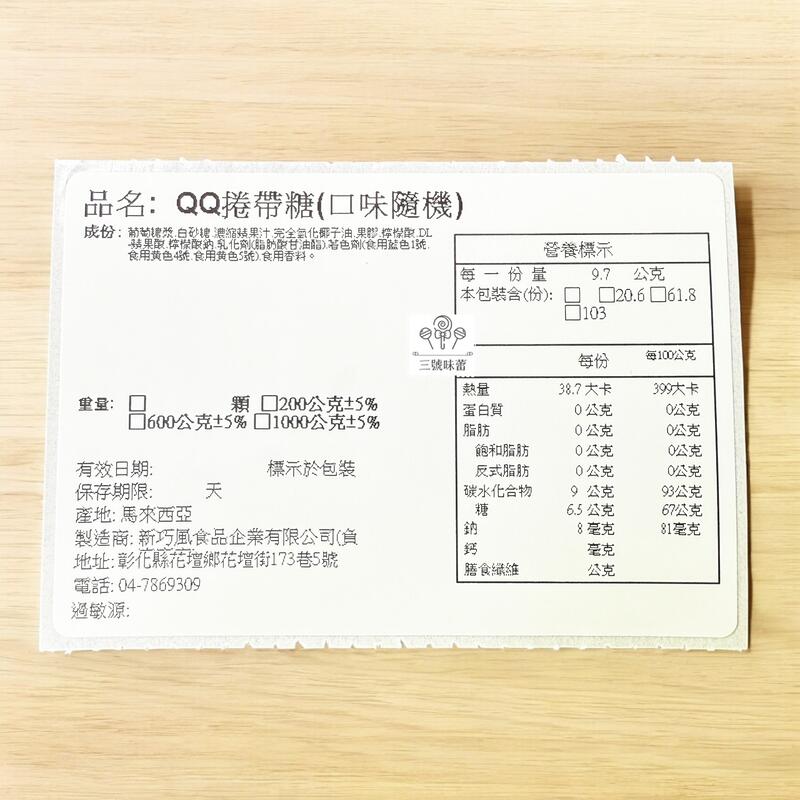 品名: QQ捲帶糖(口味隨機)
成份: 葡萄糖漿,白砂糖,濃縮蘋果汁,完全氫化椰子油,果膠,檸檬酸,DL
-蘋果酸,檸檬酸鈉,乳化劑(脂肪酸甘油酯),著色劑(食用藍色1號,
食用黃色4號,食用黃色5號),食用香料。
營養標示
每一份量 9.7 公克
本包裝含(份): □ □20.6 □61.8
□103
三號味蕾
每份 每100公克
熱量 38.7 大卡 399大卡
蛋白質 0 公克 0公克
脂肪 0 公克 0公克
飽和脂肪 0 公克 0公克
反式脂肪 0 公克 0公克
碳水化合物 9 公克 93公克
糖 6.5 公克 67公克
鈉 8 毫克 81毫克
鈣 毫克
膳食纖維 公克
重量: □ 顆 □200公克±5%
□600公克±5% □1000公克±5%
有效日期: 標示於包裝
保存期限: 天
產地: 馬來西亞
製造商: 新巧風食品企業有限公司(負
地址: 彰化縣花壇鄉花壇街173巷5號
電話: 04-7869309
過敏源: